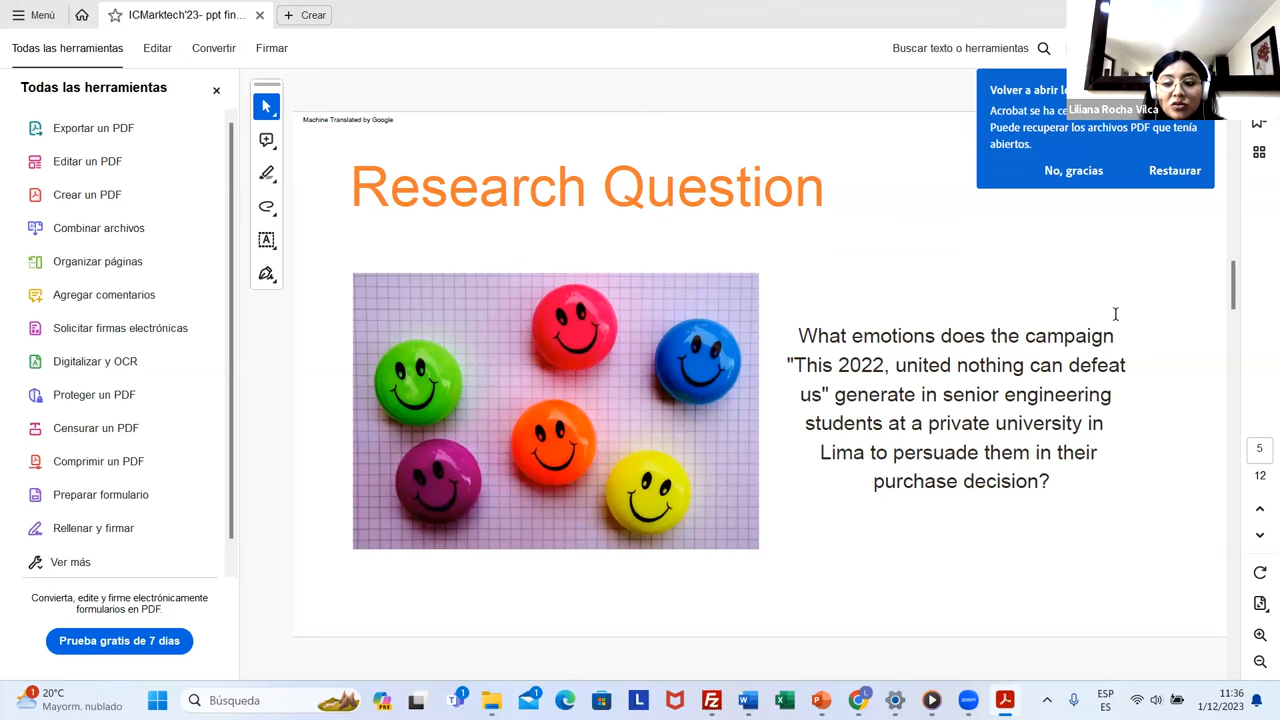 Menú
ICMarktech'23- ppt fin...
Crear
Todas las herramientas
Editar
Convertir
Firmar
Buscar texto o herramientas
Todas las herramientas
Exportar un PDF
Editar un PDF
Crear un PDF
Combinar archivos
Organizar páginas
Agregar comentarios
Solicitar firmas electrónicas
Digitalizar y OCR
Proteger un PDF
Censurar un PDF
Comprimir un PDF
Preparar formulario
Rellenar y firmar
Ver más
Convierta, edite y firme electrónicamente
formularios en PDF.
Prueba gratis de 7 días
Volver a abrir
Liliana Rocha Vilca
Acrobat se ha
Puede recuperar los archivos PDF que tenía
abiertos.
No, gracias
Restaurar
Machine Translated by Google
Research Question
What emotions does the campaign
"This 2022, united nothing can defeat
us" generate in senior engineering
students at a private university in
Lima to persuade them in their
purchase decision?
5
12
1
20°C
Mayorm. nublado
Búsqueda
PRE
1
1
ESP
ES
11:36
1/12/2023